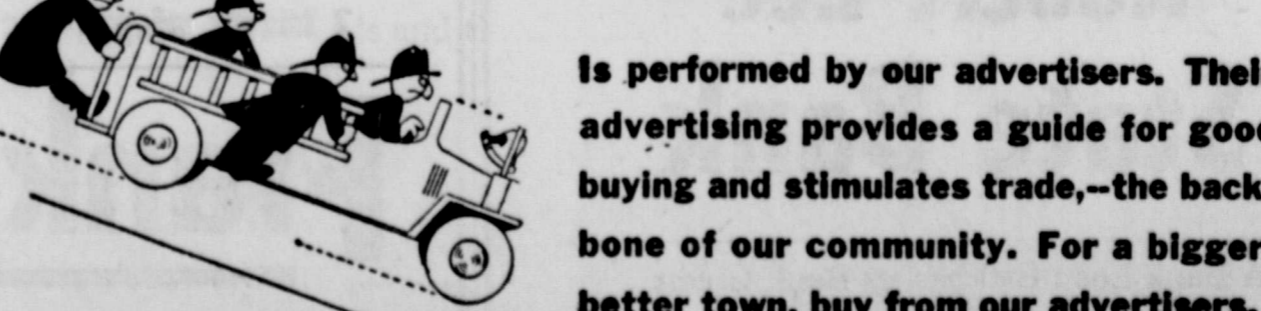 Is performed by our advertisers. Thei
advertising provides a guide for good
buying and stimulates trade,--the back
bone of our community. For a bigger
better town, buy from our advertisers.